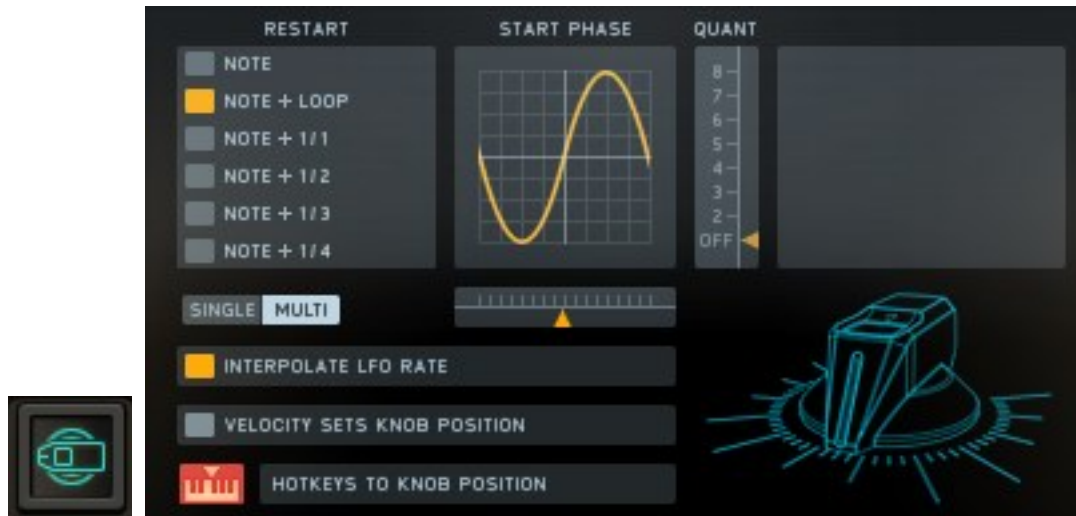 RESTART
START PHASE
QUANT
NOTE
NOTE + LOOP
NOTE + 1/1
NOTE + 1/2
NOTE + 1/3
NOTE + 1/4
8
7
6
5
4
3
2
OFF
SINGLE MULTI
INTERPOLATE LFO RATE
VELOCITY SETS KNOB POSITION
HOTKEYS TO KNOB POSITION